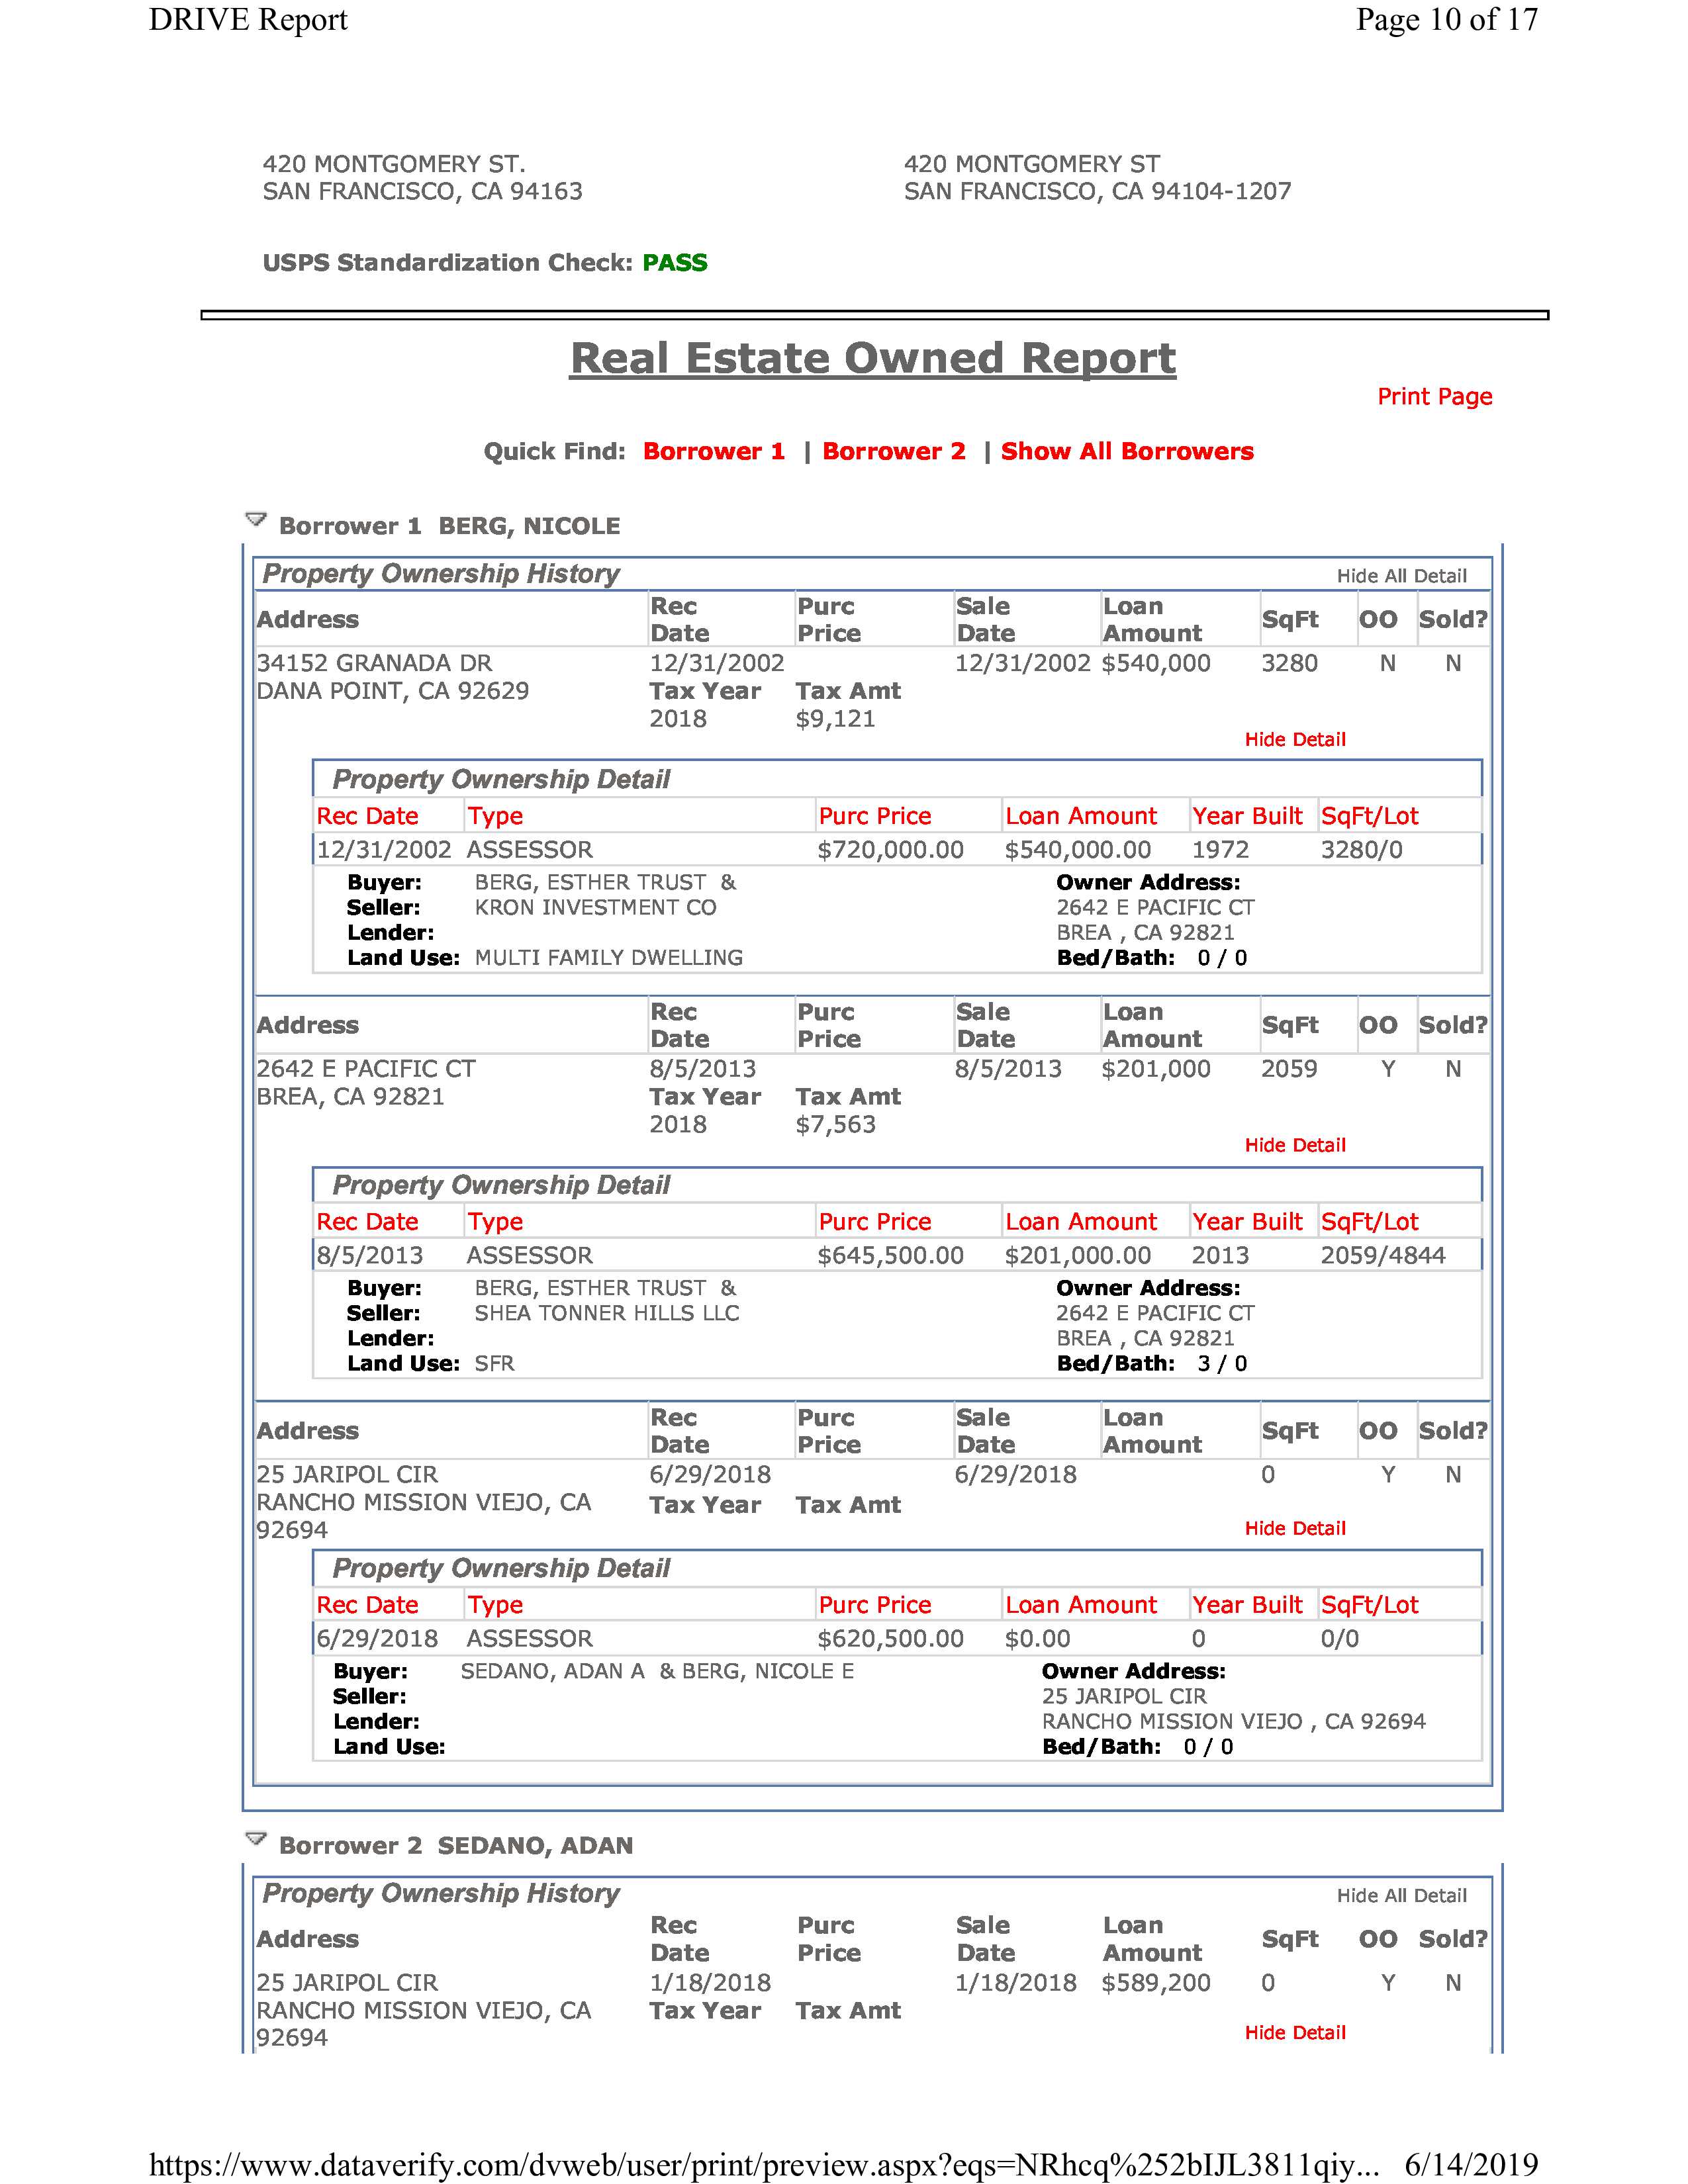 DRIVE Report Page 10 of 17
420 MONTGOMERY ST. 420 MONTGOMERY ST
SAN FRANCISCO, CA 94163 SAN FRANCISCO, CA 94104-1207
USPS Standardization Check: PASS
Real Estate Owned Report
Print Page
Quick Find: Borrower 1 | Borrower 2 | Show All Borrowers
Borrower 1 BERG, NICOLE
Property Ownership History Hide All Detail
Address Rec Date Purc Price Sale Date Loan Amount SqFt OO Sold?
34152 GRANADA DR 12/31/2002 12/31/2002 $540,000 3280 N N
DANA POINT, CA 92629 Tax Year Tax Amt
2018 $9,121
Hide Detail
Property Ownership Detail
Rec Date Type Purc Price Loan Amount Year Built SqFt/Lot
12/31/2002 ASSESSOR $720,000.00 $540,000.00 1972 3280/0
Buyer: BERG, ESTHER TRUST & Owner Address:
Seller: KRON INVESTMENT CO 2642 E PACIFIC CT
Lender: BREA , CA 92821
Land Use: MULTI FAMILY DWELLING Bed/Bath: 0 / 0
Address Rec Date Purc Price Sale Date Loan Amount SqFt OO Sold?
2642 E PACIFIC CT 8/5/2013 8/5/2013 $201,000 2059 Y N
BREA, CA 92821 Tax Year Tax Amt
2018 $7,563
Hide Detail
Property Ownership Detail
Rec Date Type Purc Price Loan Amount Year Built SqFt/Lot
8/5/2013 ASSESSOR $645,500.00 $201,000.00 2013 2059/4844
Buyer: BERG, ESTHER TRUST & Owner Address:
Seller: SHEA TONNER HILLS LLC 2642 E PACIFIC CT
Lender: BREA , CA 92821
Land Use: SFR Bed/Bath: 3 / 0
Address Rec Date Purc Price Sale Date Loan Amount SqFt OO Sold?
25 JARIPOL CIR 6/29/2018 6/29/2018 0 Y N
RANCHO MISSION VIEJO, CA Tax Year Tax Amt
92694 Hide Detail
Property Ownership Detail
Rec Date Type Purc Price Loan Amount Year Built SqFt/Lot
6/29/2018 ASSESSOR $620,500.00 $0.00 0 0/0
Buyer: SEDANO, ADAN A & BERG, NICOLE E Owner Address:
Seller: 25 JARIPOL CIR
Lender: RANCHO MISSION VIEJO , CA 92694
Land Use: Bed/Bath: 0 / 0
Borrower 2 SEDANO, ADAN
Property Ownership History Hide All Detail
Address Rec Date Purc Price Sale Date Loan Amount SqFt OO Sold?
25 JARIPOL CIR 1/18/2018 1/18/2018 $589,200 0 Y N
RANCHO MISSION VIEJO, CA Tax Year Tax Amt
92694 Hide Detail
https://www.dataverify.com/dvweb/user/print/preview.aspx?eqs=NRhcq%252bIJL3811qiy... 6/14/2019